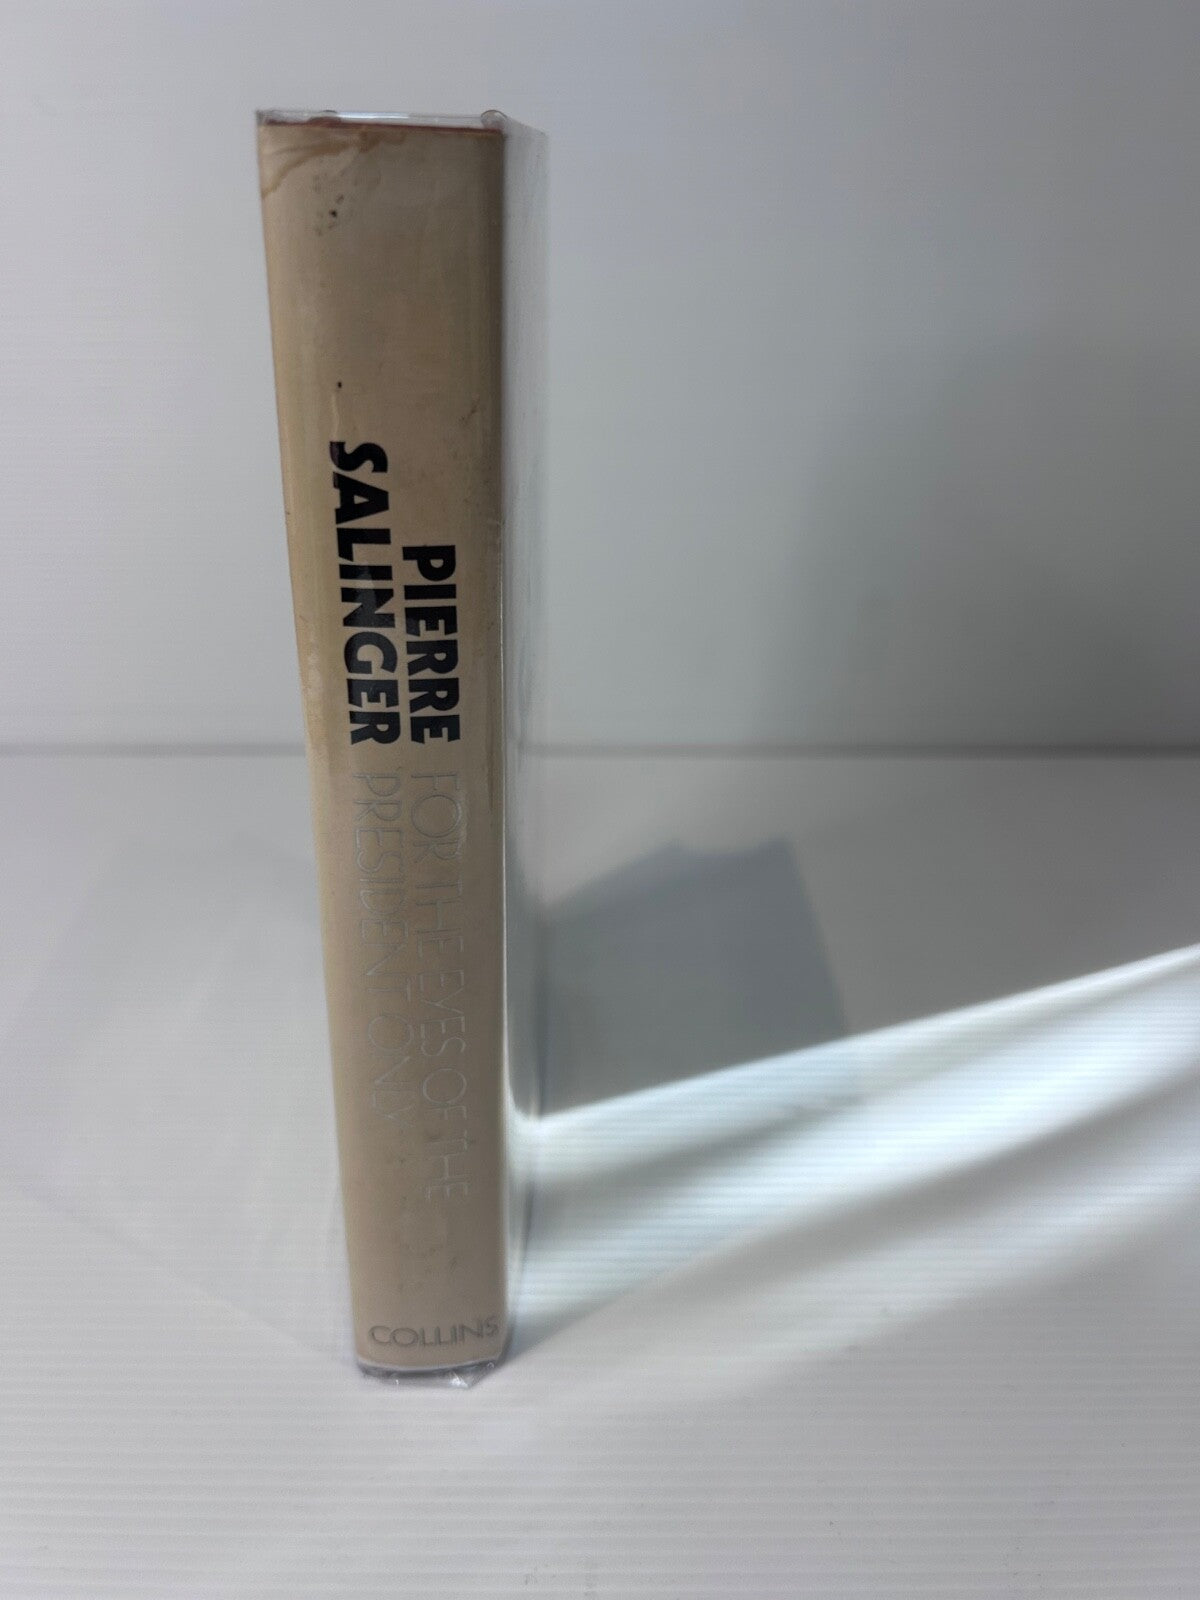 PIERRE
SALINGER
FOR THE EYES OF THE
PRESIDENT ONLY
COLLINS